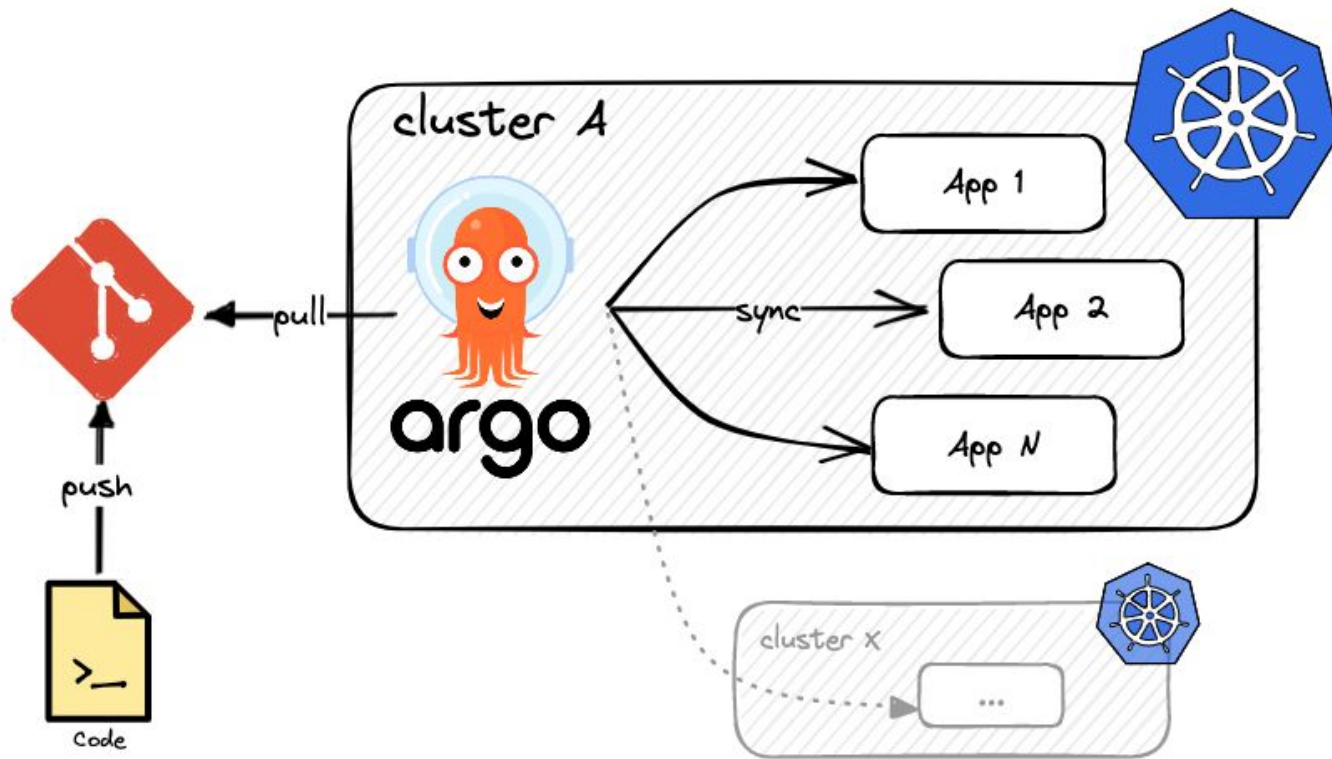 cluster A
App 1
pull
sync
App 2
argo
App N
push
cluster x
...
>_
code